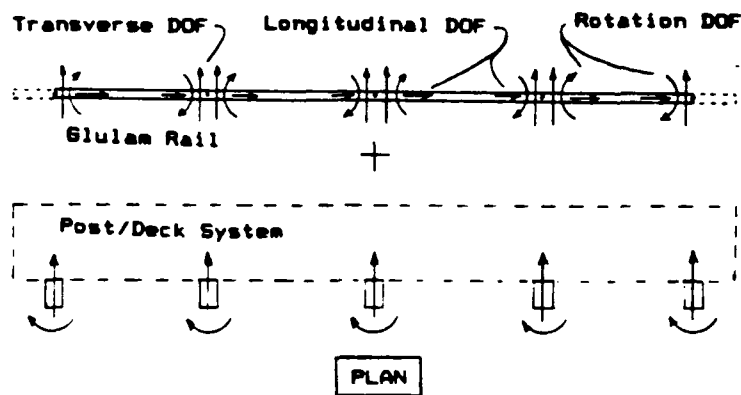 Transverse DOF
Longitudinal DOF
Rotation DOF
Glulam Rail
Post/Deck System
PLAN